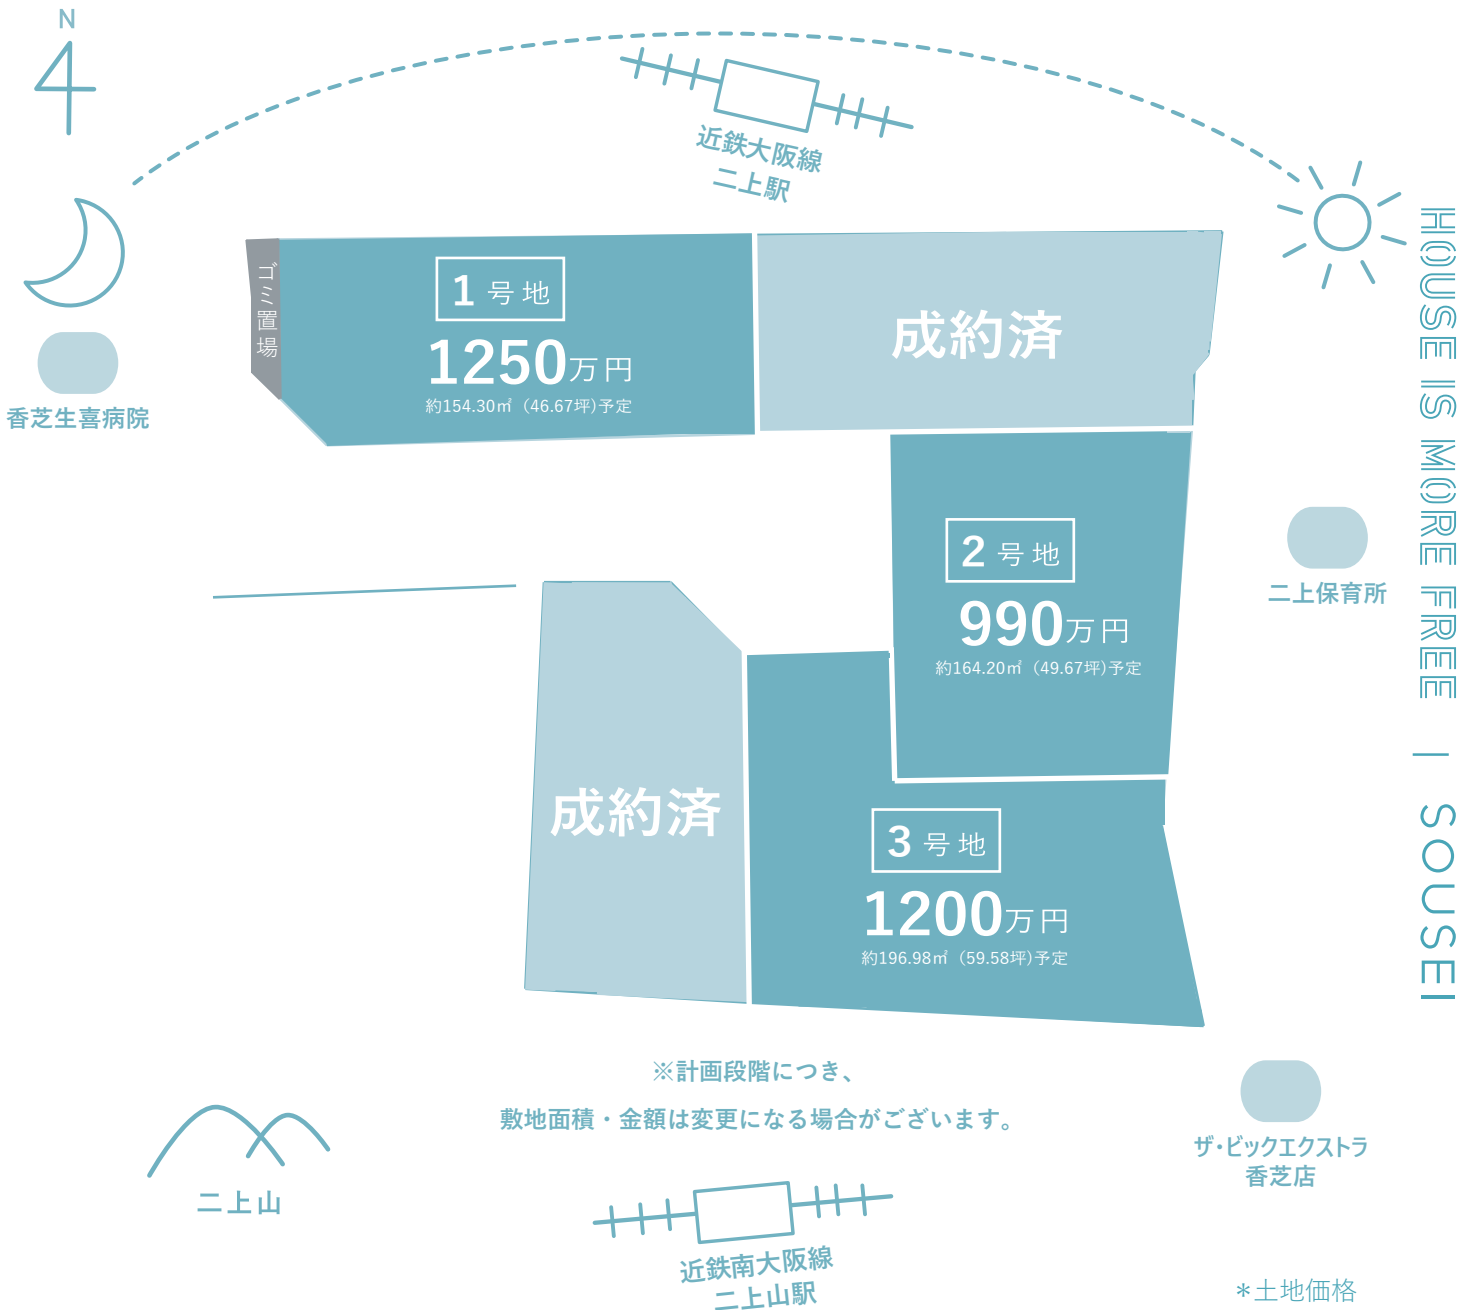 N
近鉄大阪線
二上駅
ゴミ置場
1 号地
1250万円
約154.30㎡（46.67坪)予定
成約済
香芝生喜病院
2 号地
990万円
約164.20㎡（49.67坪)予定
二上保育所
成約済
3 号地
1200万円
約196.98㎡（59.58坪)予定
HOUSE IS MORE FREE | SOUSEI
※計画段階につき、
敷地面積・金額は変更になる場合がございます。
ザ・ビックエクストラ
香芝店
二上山
近鉄南大阪線
二上山駅
＊土地価格